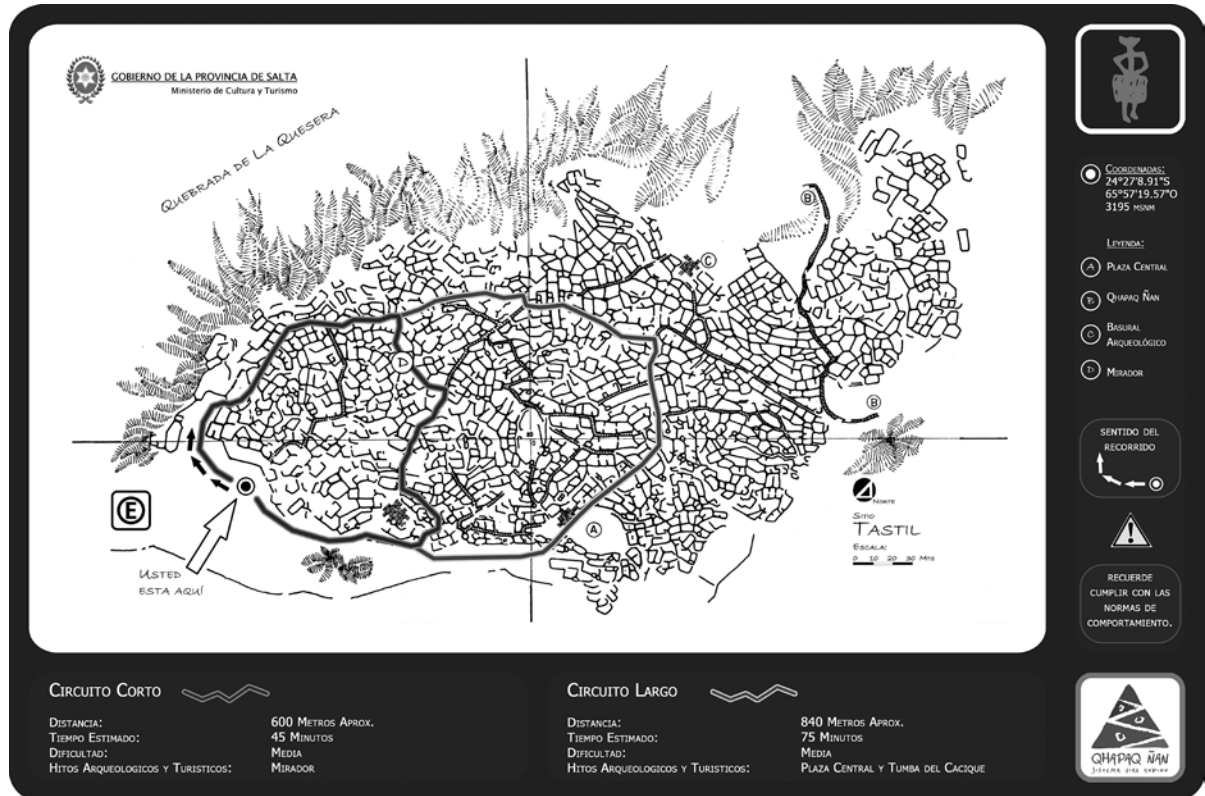 GOBIERNO DE LA PROVINCIA DE SALTA
Ministerio de Cultura y Turismo
QUEBRADA DE LA QUESERA
B
C
D
B
A
E
USTED
ESTA AQUÍ
NORTE
SITIO
TASTIL
ESCALA:
0 10 20 30 Mts
COORDENADAS:
24°27'8.91"S
65°57'19.57"O
3195 MSNM
LEYENDA:
A PLAZA CENTRAL
B QHAPAQ ÑAN
C BASURAL
ARQUEOLÓGICO
D MIRADOR
SENTIDO DEL
RECORRIDO
RECUERDE
CUMPLIR CON LAS
NORMAS DE
COMPORTAMIENTO.
CIRCUITO CORTO
DISTANCIA: 600 METROS APROX.
TIEMPO ESTIMADO: 45 MINUTOS
DIFICULTAD: MEDIA
HITOS ARQUEOLOGICOS Y TURISTICOS: MIRADOR
CIRCUITO LARGO
DISTANCIA: 840 METROS APROX.
TIEMPO ESTIMADO: 75 MINUTOS
DIFICULTAD: MEDIA
HITOS ARQUEOLOGICOS Y TURISTICOS: PLAZA CENTRAL Y TUMBA DEL CACIQUE
QHAPAQ ÑAN
SISTEMA VIAL ANDINO